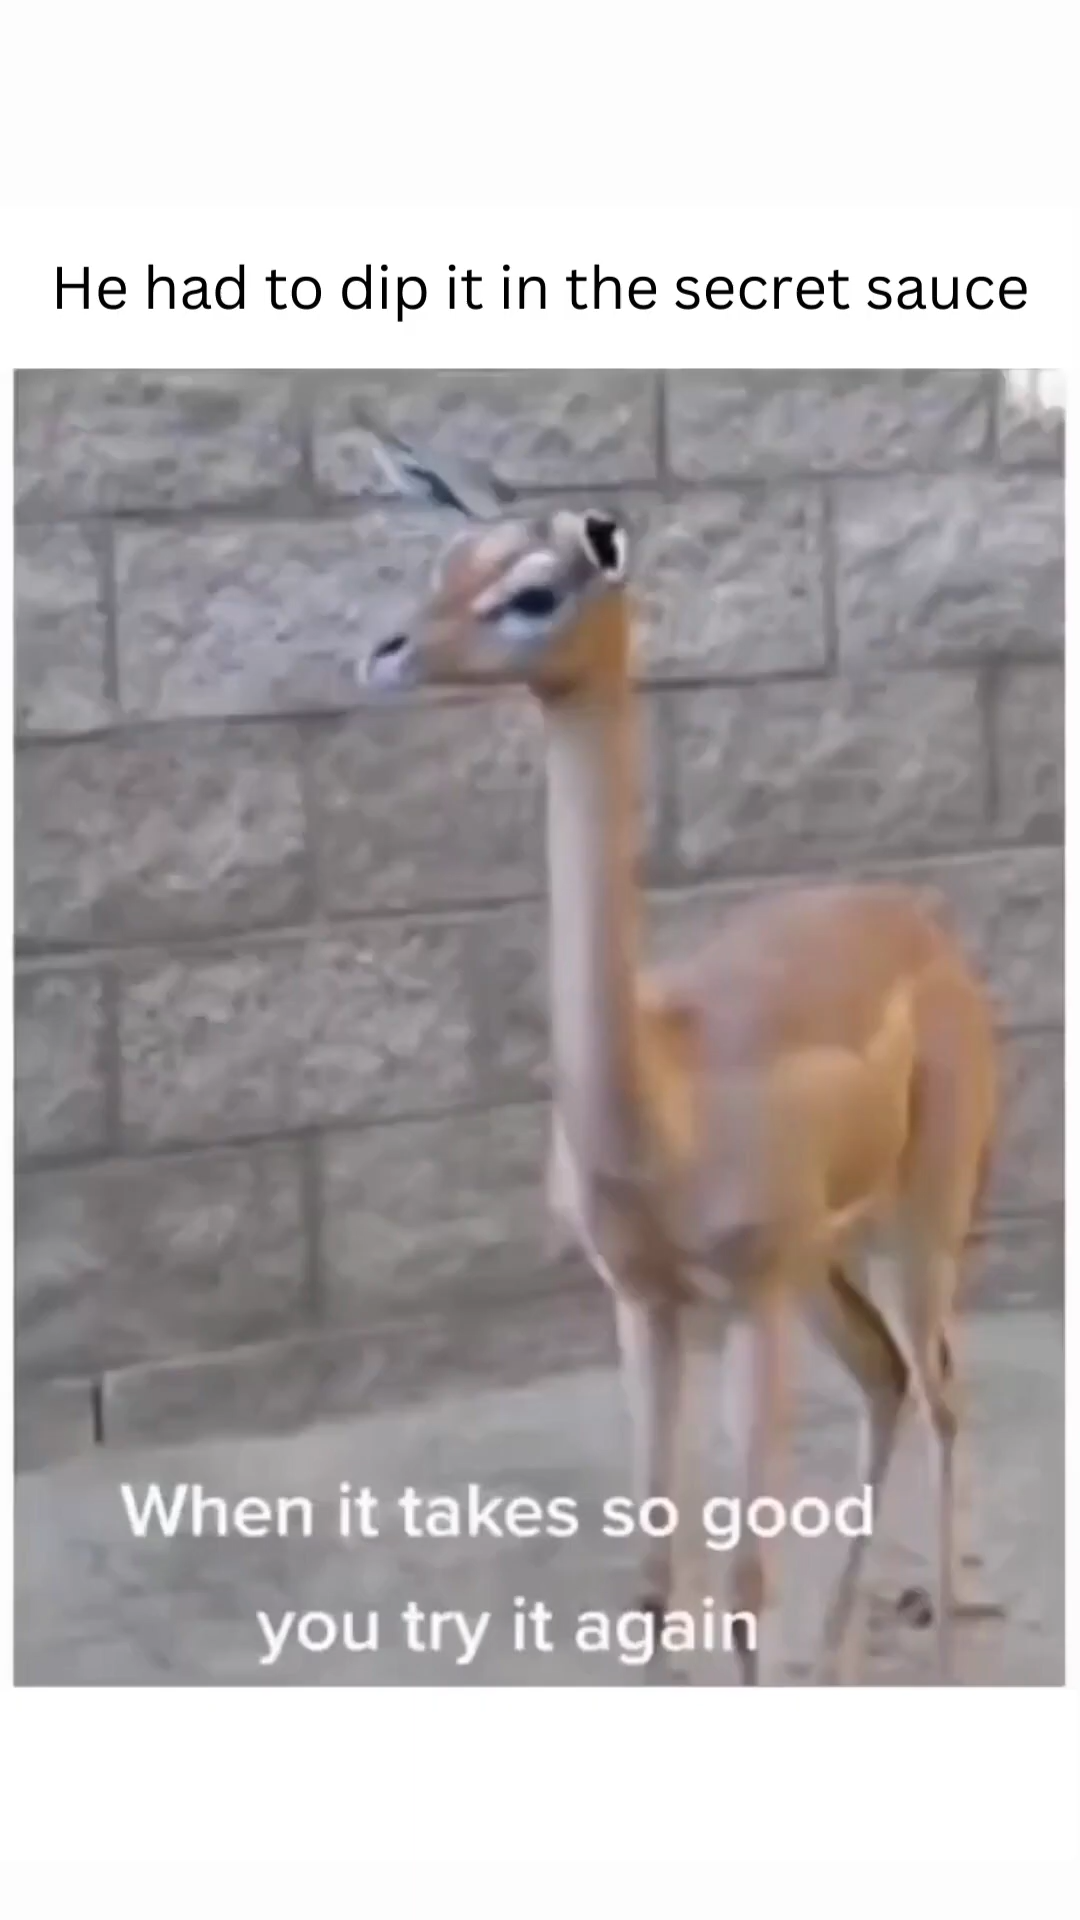 He had to dip it in the secret sauce
When it takes so good
you try it again